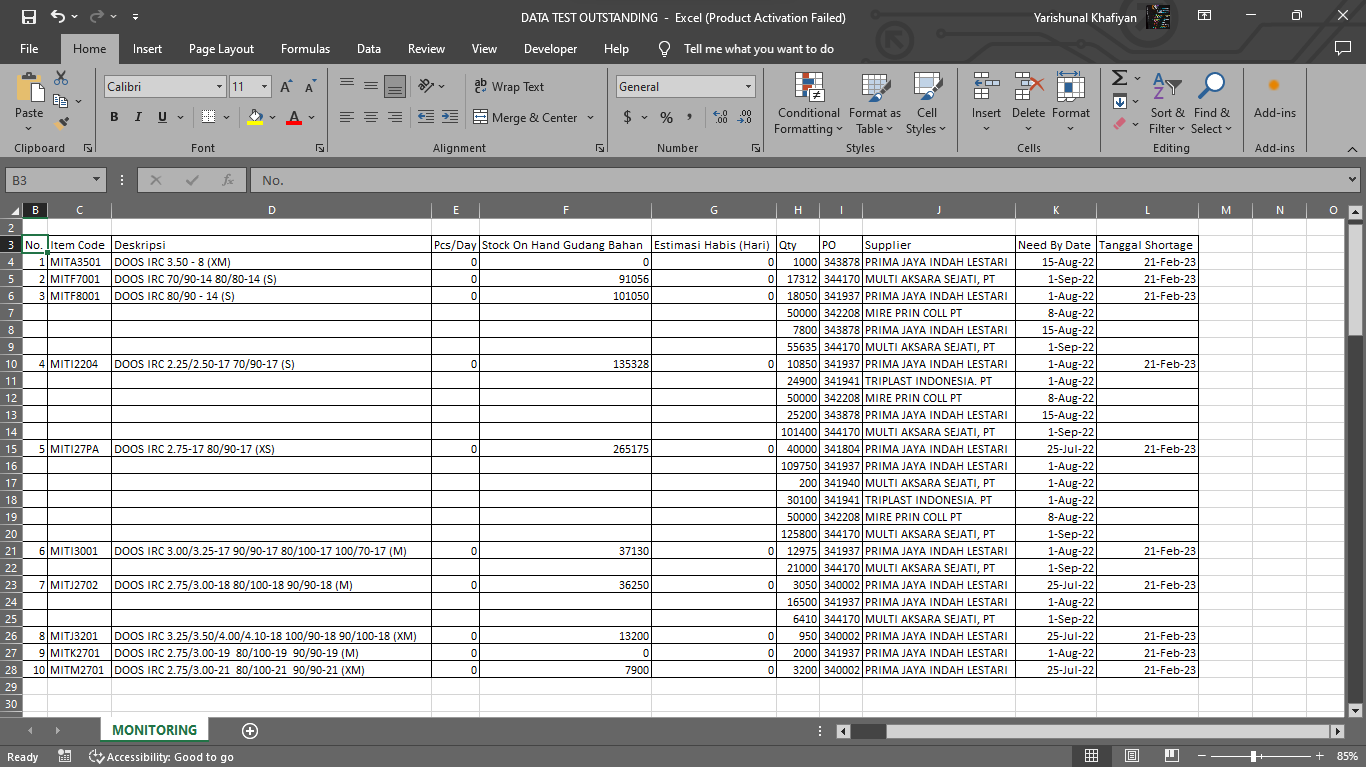 DATA TEST OUTSTANDING - Excel (Product Activation Failed) Yarishunal Khafiyan
File Home Insert Page Layout Formulas Data Review View Developer Help Tell me what you want to do
Calibri 11 Wrap Text General
Paste B I U Merge & Center $ % , Conditional Formatting Format as Table Cell Styles Insert Delete Format Sort & Filter Find & Select Add-ins
Clipboard Font Alignment Number Styles Cells Editing Add-ins
B3 fx No.
B C D E F G H I J K L M N O
2
3 No. Item Code Deskripsi Pcs/Day Stock On Hand Gudang Bahan Estimasi Habis (Hari) Qty PO Supplier Need By Date Tanggal Shortage
4 1 MITA3501 DOOS IRC 3.50 - 8 (XM) 0 0 0 1000 343878 PRIMA JAYA INDAH LESTARI 15-Aug-22 21-Feb-23
5 2 MITF7001 DOOS IRC 70/90-14 80/80-14 (S) 0 91056 0 17312 344170 MULTI AKSARA SEJATI, PT 1-Sep-22 21-Feb-23
6 3 MITF8001 DOOS IRC 80/90 - 14 (S) 0 101050 0 18050 341937 PRIMA JAYA INDAH LESTARI 1-Aug-22 21-Feb-23
7 50000 342208 MIRE PRIN COLL PT 8-Aug-22
8 7800 343878 PRIMA JAYA INDAH LESTARI 15-Aug-22
9 55635 344170 MULTI AKSARA SEJATI, PT 1-Sep-22
10 4 MITI2204 DOOS IRC 2.25/2.50-17 70/90-17 (S) 0 135328 0 10850 341937 PRIMA JAYA INDAH LESTARI 1-Aug-22 21-Feb-23
11 24900 341941 TRIPLAST INDONESIA. PT 1-Aug-22
12 50000 342208 MIRE PRIN COLL PT 8-Aug-22
13 25200 343878 PRIMA JAYA INDAH LESTARI 15-Aug-22
14 101400 344170 MULTI AKSARA SEJATI, PT 1-Sep-22
15 5 MITI27PA DOOS IRC 2.75-17 80/90-17 (XS) 0 265175 0 40000 341804 PRIMA JAYA INDAH LESTARI 25-Jul-22 21-Feb-23
16 109750 341937 PRIMA JAYA INDAH LESTARI 1-Aug-22
17 200 341940 MULTI AKSARA SEJATI, PT 1-Aug-22
18 30100 341941 TRIPLAST INDONESIA. PT 1-Aug-22
19 50000 342208 MIRE PRIN COLL PT 8-Aug-22
20 125800 344170 MULTI AKSARA SEJATI, PT 1-Sep-22
21 6 MITI3001 DOOS IRC 3.00/3.25-17 90/90-17 80/100-17 100/70-17 (M) 0 37130 0 12975 341937 PRIMA JAYA INDAH LESTARI 1-Aug-22 21-Feb-23
22 21000 344170 MULTI AKSARA SEJATI, PT 1-Sep-22
23 7 MITJ2702 DOOS IRC 2.75/3.00-18 80/100-18 90/90-18 (M) 0 36250 0 3050 340002 PRIMA JAYA INDAH LESTARI 25-Jul-22 21-Feb-23
24 16500 341937 PRIMA JAYA INDAH LESTARI 1-Aug-22
25 6410 344170 MULTI AKSARA SEJATI, PT 1-Sep-22
26 8 MITJ3201 DOOS IRC 3.25/3.50/4.00/4.10-18 100/90-18 90/100-18 (XM) 0 13200 0 950 340002 PRIMA JAYA INDAH LESTARI 25-Jul-22 21-Feb-23
27 9 MITK2701 DOOS IRC 2.75/3.00-19 80/100-19 90/90-19 (M) 0 0 0 2000 341937 PRIMA JAYA INDAH LESTARI 1-Aug-22 21-Feb-23
28 10 MITM2701 DOOS IRC 2.75/3.00-21 80/100-21 90/90-21 (XM) 0 7900 0 3200 340002 PRIMA JAYA INDAH LESTARI 25-Jul-22 21-Feb-23
29
30
MONITORING
Ready Accessibility: Good to go 85%